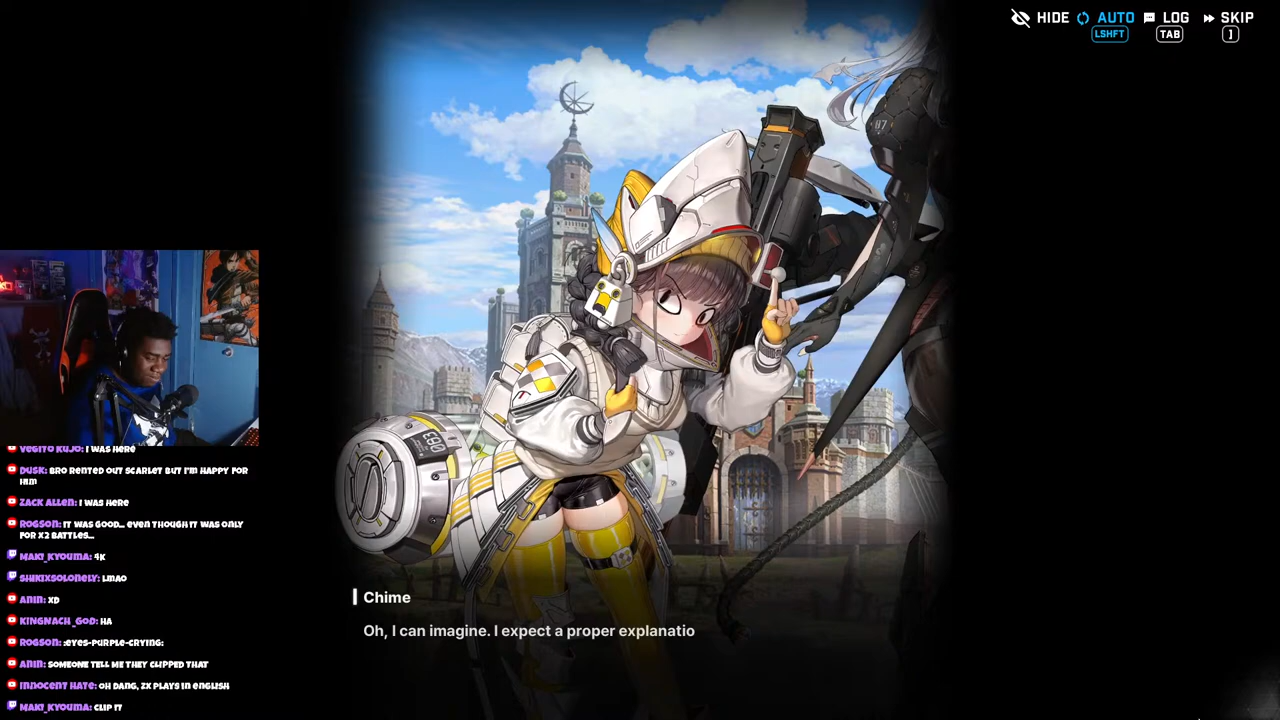 HIDE AUTO LOG SKIP
LSHFT TAB ]
07
063
VEGITO KUJO: I WAS HERE
DUSK: BRO RENTED OUT SCARLET BUT I'M HAPPY FOR
HIM
ZACK ALLEN: I WAS HERE
ROGSON: IT WAS GOOD... EVEN THOUGH IT WAS ONLY
FOR X2 BATTLES...
MAKI_KYOUMA: 4K
SHIKIXSOLONELY: LMAO
ANIN: XD
KINGNACH_GOD: HA
ROGSON: :EYES-PURPLE-CRYING:
ANIN: SOMEONE TELL ME THEY CLIPPED THAT
INNOCENT HATE: OH DANG, ZK PLAYS IN ENGLISH
MAKI_KYOUMA: CLIP IT
Chime
Oh, I can imagine. I expect a proper explanatio